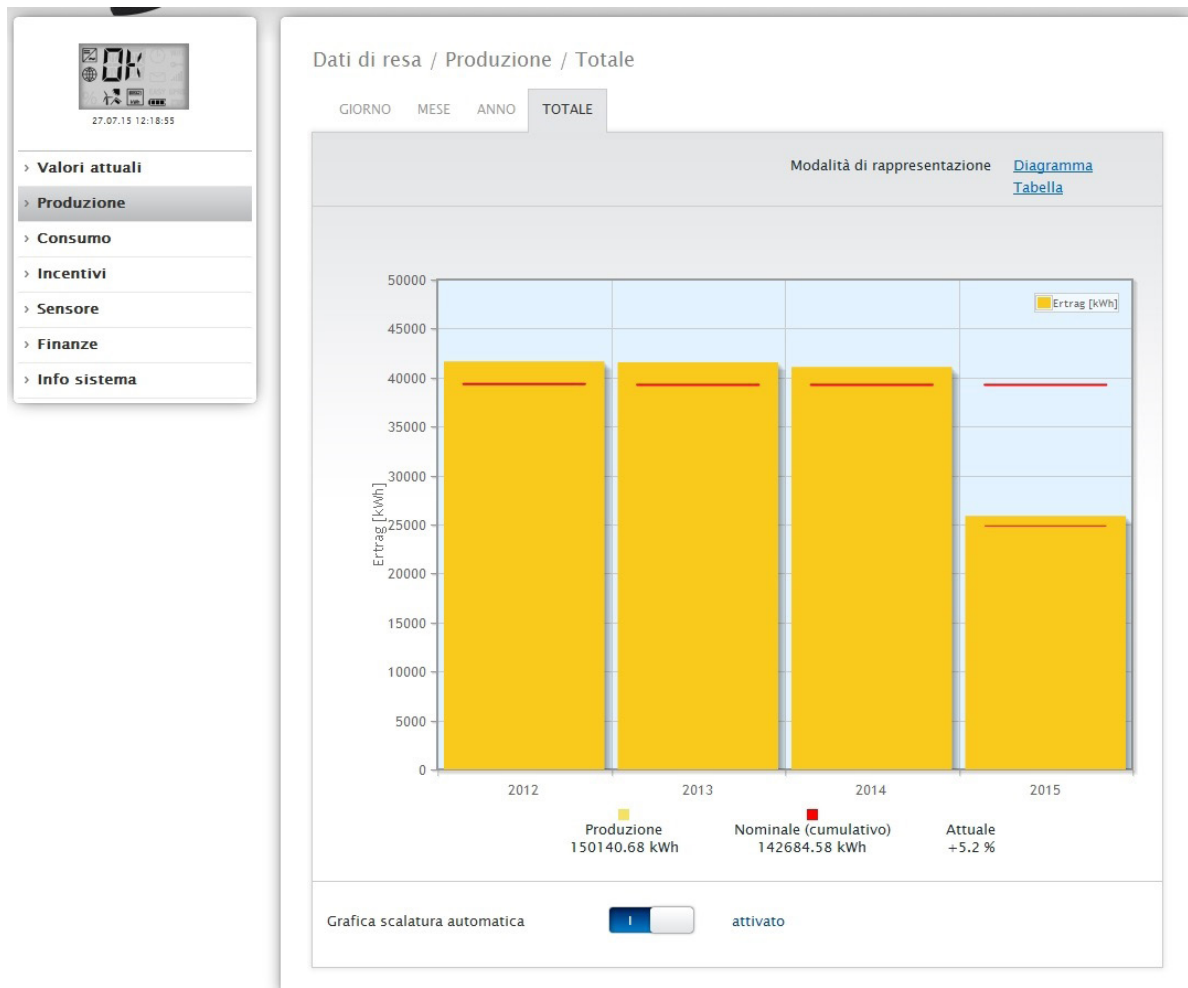 OK
27.07.15 12:18:55
› Valori attuali
› Produzione
› Consumo
› Incentivi
› Sensore
› Finanze
› Info sistema
Dati di resa / Produzione / Totale
GIORNO MESE ANNO TOTALE
Modalità di rappresentazione Diagramma
Tabella
Ertrag [kWh]
50000
45000
40000
35000
30000
25000
20000
15000
10000
5000
0
Ertrag [kWh]
2012 2013 2014 2015
Produzione Nominale (cumulativo) Attuale
150140.68 kWh 142684.58 kWh +5.2 %
Grafica scalatura automatica I attivato